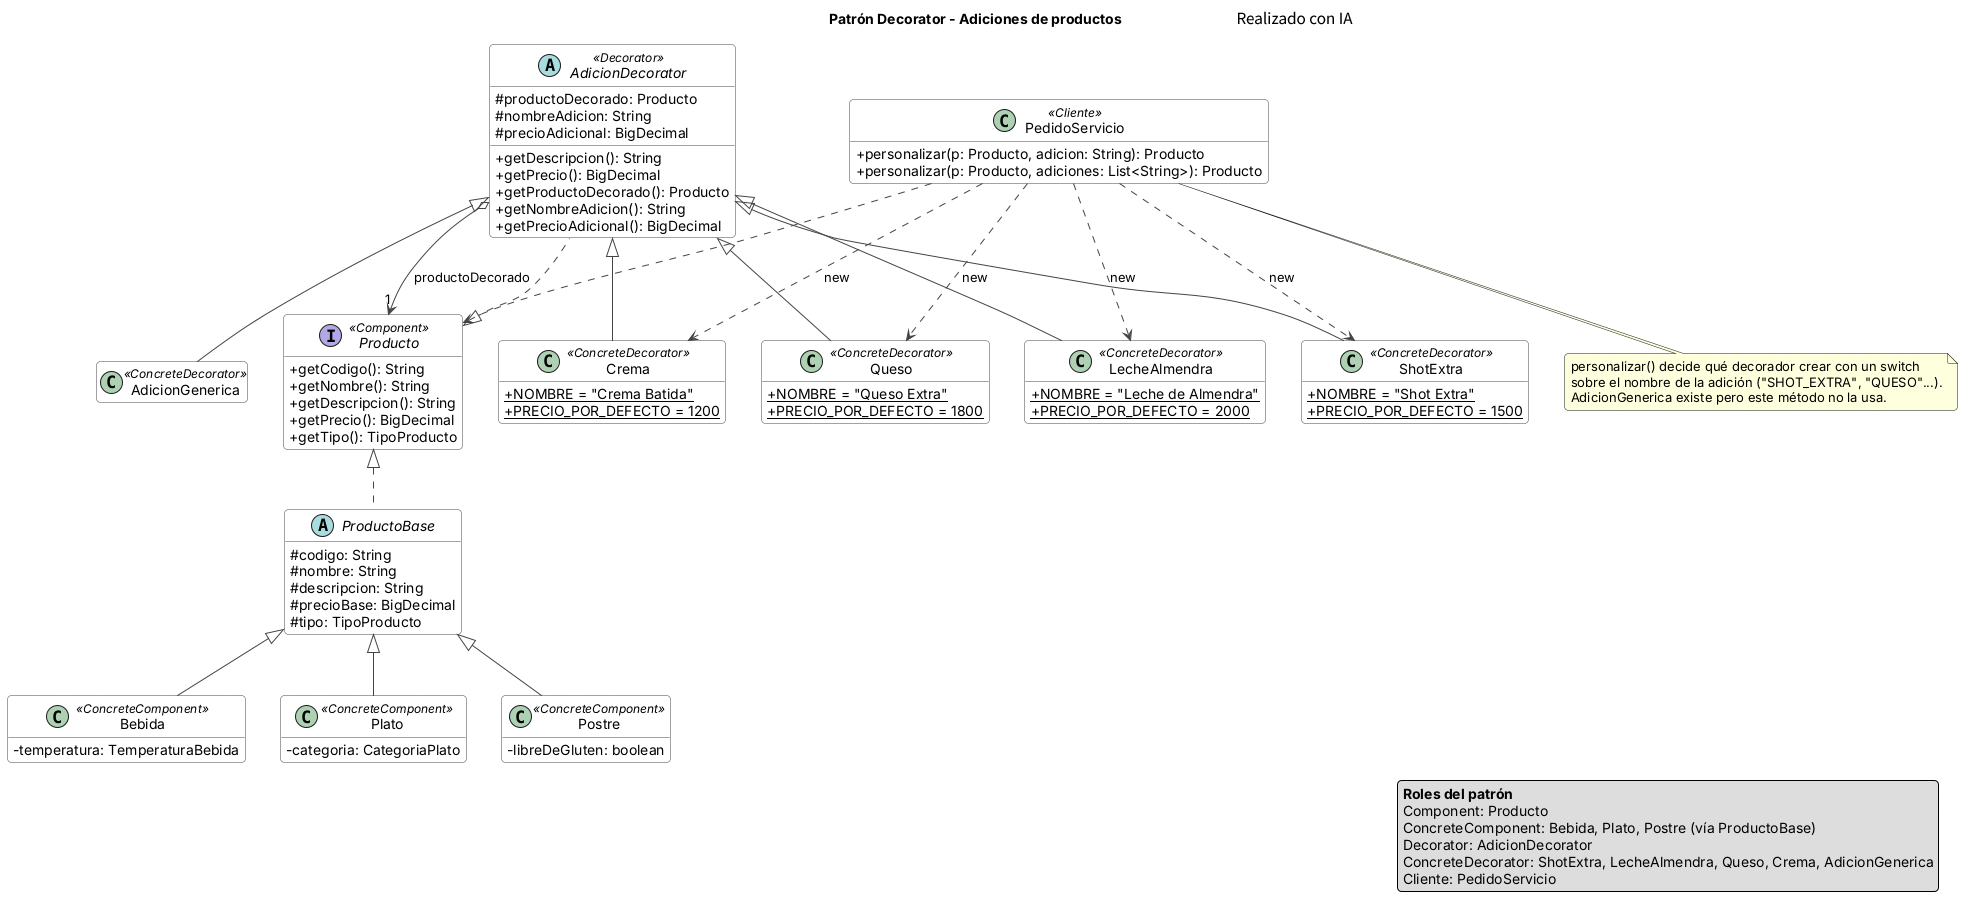 Patrón Decorator - Adiciones de productos
Realizado con IA
A
«Decorator»
AdicionDecorator
#productoDecorado: Producto
#nombreAdicion: String
#precioAdicional: BigDecimal
+getDescripcion(): String
+getPrecio(): BigDecimal
+getProductoDecorado(): Producto
+getNombreAdicion(): String
+getPrecioAdicional(): BigDecimal
C
«Cliente»
PedidoServicio
+personalizar(p: Producto, adicion: String): Producto
+personalizar(p: Producto, adiciones: List<String>): Producto
productoDecorado
1
new
new
new
new
C
«ConcreteDecorator»
AdicionGenerica
I
«Component»
Producto
+getCodigo(): String
+getNombre(): String
+getDescripcion(): String
+getPrecio(): BigDecimal
+getTipo(): TipoProducto
C
«ConcreteDecorator»
Crema
+NOMBRE = "Crema Batida"
+PRECIO_POR_DEFECTO = 1200
C
«ConcreteDecorator»
Queso
+NOMBRE = "Queso Extra"
+PRECIO_POR_DEFECTO = 1800
C
«ConcreteDecorator»
LecheAlmendra
+NOMBRE = "Leche de Almendra"
+PRECIO_POR_DEFECTO = 2000
C
«ConcreteDecorator»
ShotExtra
+NOMBRE = "Shot Extra"
+PRECIO_POR_DEFECTO = 1500
personalizar() decide qué decorador crear con un switch
sobre el nombre de la adición ("SHOT_EXTRA", "QUESO"...).
AdicionGenerica existe pero este método no la usa.
A
ProductoBase
#codigo: String
#nombre: String
#descripcion: String
#precioBase: BigDecimal
#tipo: TipoProducto
C
«ConcreteComponent»
Bebida
-temperatura: TemperaturaBebida
C
«ConcreteComponent»
Plato
-categoria: CategoriaPlato
C
«ConcreteComponent»
Postre
-libreDeGluten: boolean
Roles del patrón
Component: Producto
ConcreteComponent: Bebida, Plato, Postre (vía ProductoBase)
Decorator: AdicionDecorator
ConcreteDecorator: ShotExtra, LecheAlmendra, Queso, Crema, AdicionGenerica
Cliente: PedidoServicio